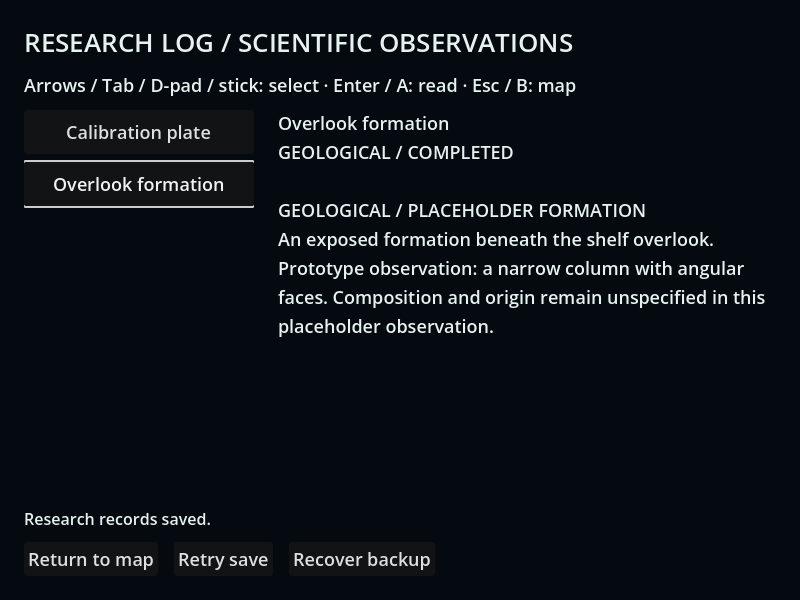 RESEARCH LOG / SCIENTIFIC OBSERVATIONS
Arrows / Tab / D-pad / stick: select · Enter / A: read · Esc / B: map
Calibration plate
Overlook formation
Overlook formation
GEOLOGICAL / COMPLETED
GEOLOGICAL / PLACEHOLDER FORMATION
An exposed formation beneath the shelf overlook.
Prototype observation: a narrow column with angular
faces. Composition and origin remain unspecified in this
placeholder observation.
Research records saved.
Return to map
Retry save
Recover backup